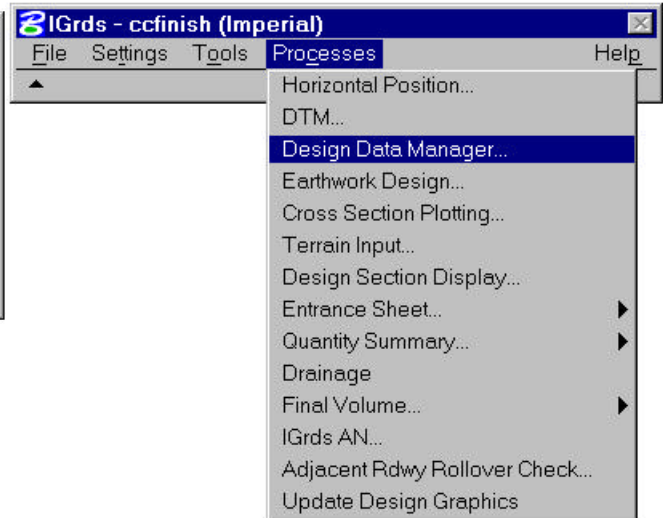 IGrds - ccfinish (Imperial)
File Settings Tools Processes Help
Horizontal Position...
DTM...
Design Data Manager...
Earthwork Design...
Cross Section Plotting...
Terrain Input...
Design Section Display...
Entrance Sheet...
Quantity Summary...
Drainage
Final Volume...
IGrds AN...
Adjacent Rdwy Rollover Check...
Update Design Graphics